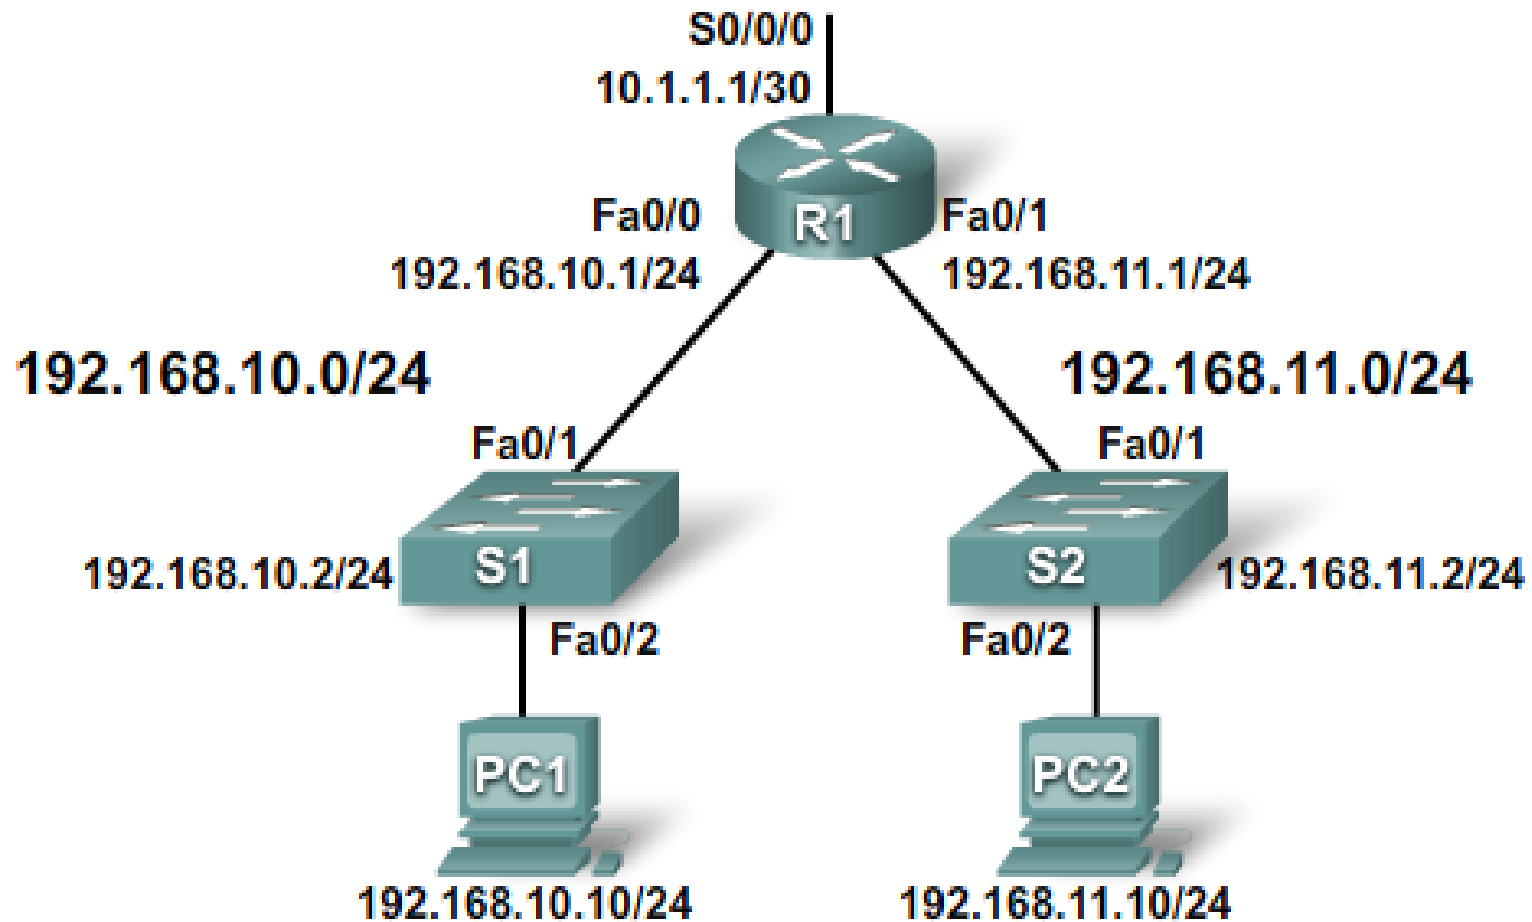 S0/0/0
10.1.1.1/30
R1
Fa0/0
Fa0/1
192.168.10.1/24
192.168.11.1/24
192.168.10.0/24
192.168.11.0/24
Fa0/1
Fa0/1
S1
S2
192.168.10.2/24
192.168.11.2/24
Fa0/2
Fa0/2
PC1
PC2
192.168.10.10/24
192.168.11.10/24